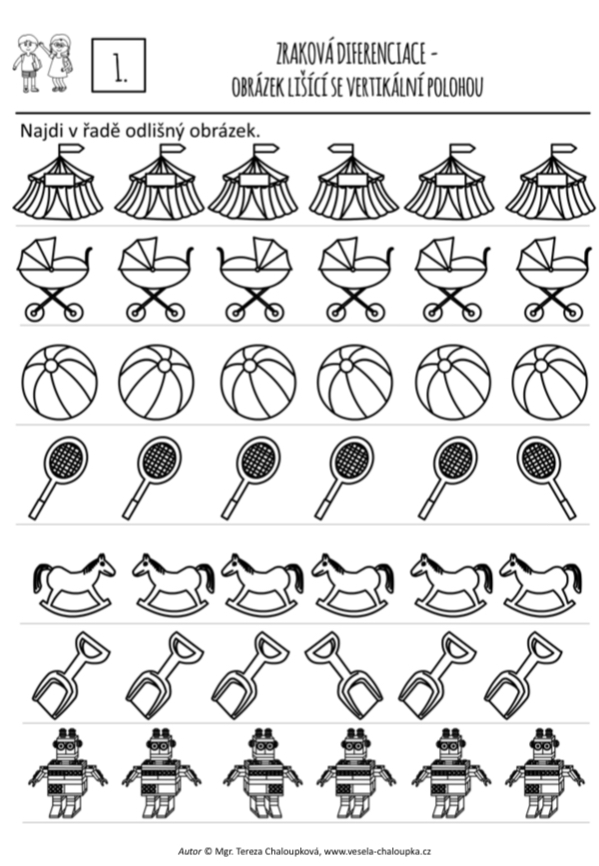 1.
ZRAKOVÁ DIFERENCIACE -
OBRÁZEK LIŠÍCÍ SE VERTIKÁLNÍ POLOHOU
Najdi v řadě odlišný obrázek.
Autor © Mgr. Tereza Chaloupková, www.vesela-chaloupka.cz